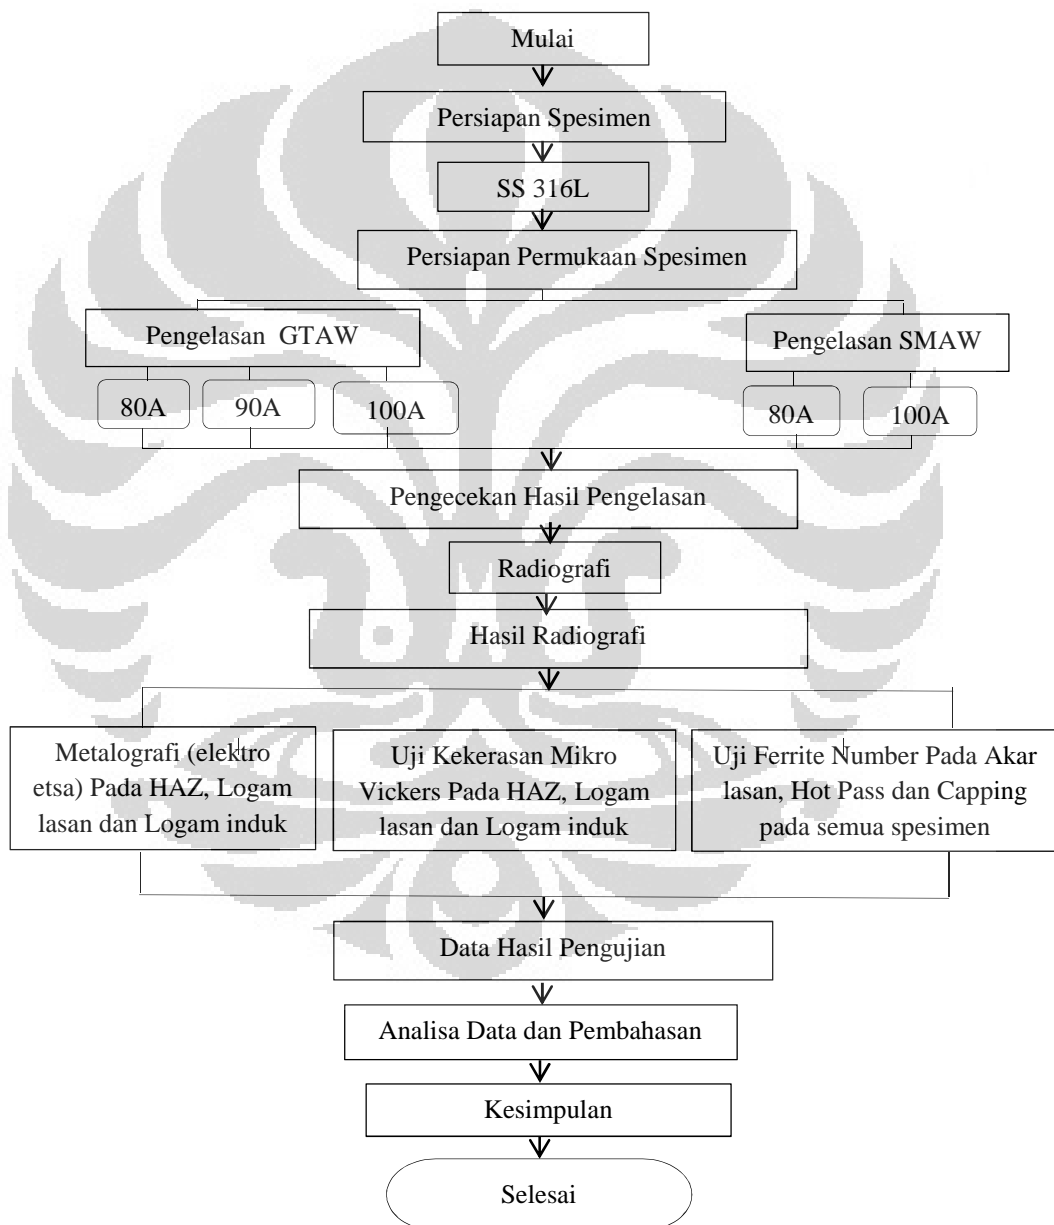 Mulai
Persiapan Spesimen
SS 316L
Persiapan Permukaan Spesimen
Pengelasan GTAW
Pengelasan SMAW
80A
90A
100A
80A
100A
Pengecekan Hasil Pengelasan
Radiografi
Hasil Radiografi
Metalografi (elektro
etsa) Pada HAZ, Logam
lasan dan Logam induk
Uji Kekerasan Mikro
Vickers Pada HAZ, Logam
lasan dan Logam induk
Uji Ferrite Number Pada Akar
lasan, Hot Pass dan Capping
pada semua spesimen
Data Hasil Pengujian
Analisa Data dan Pembahasan
Kesimpulan
Selesai